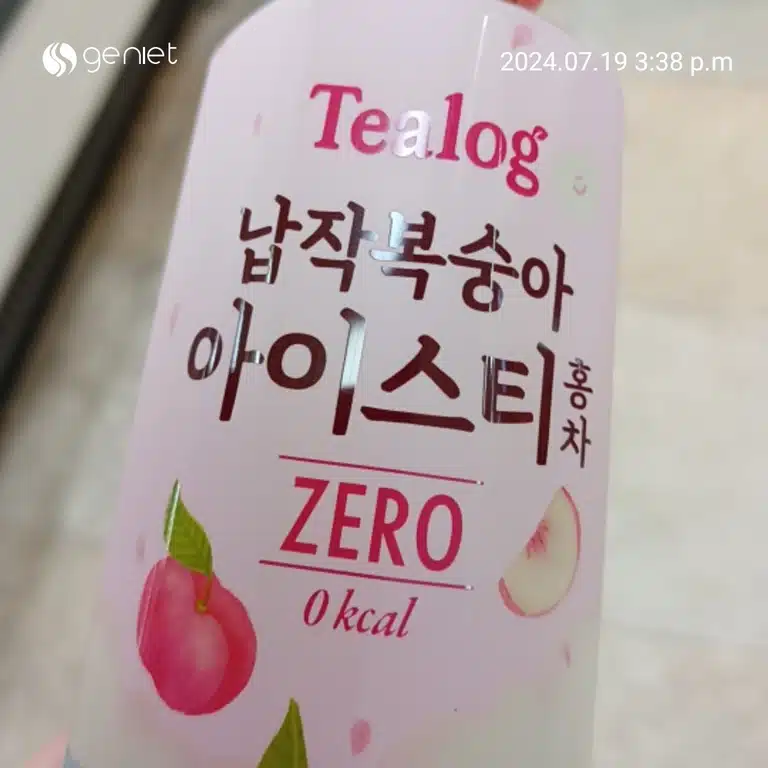 geniet
2024.07.19 3:38 p.m
Tealog
납작복숭아
아이스티
홍차
ZERO
0 kcal